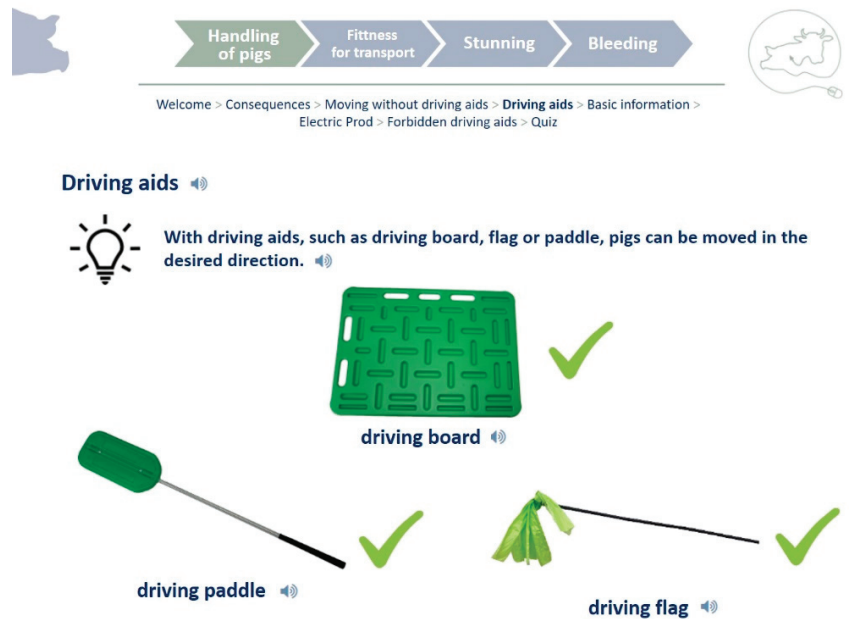 Handling
of pigs
Fittness
for transport
Stunning
Bleeding
Welcome > Consequences > Moving without driving aids > Driving aids > Basic information >
Electric Prod > Forbidden driving aids > Quiz
Driving aids
With driving aids, such as driving board, flag or paddle, pigs can be moved in the
desired direction.
driving board
driving paddle
driving flag